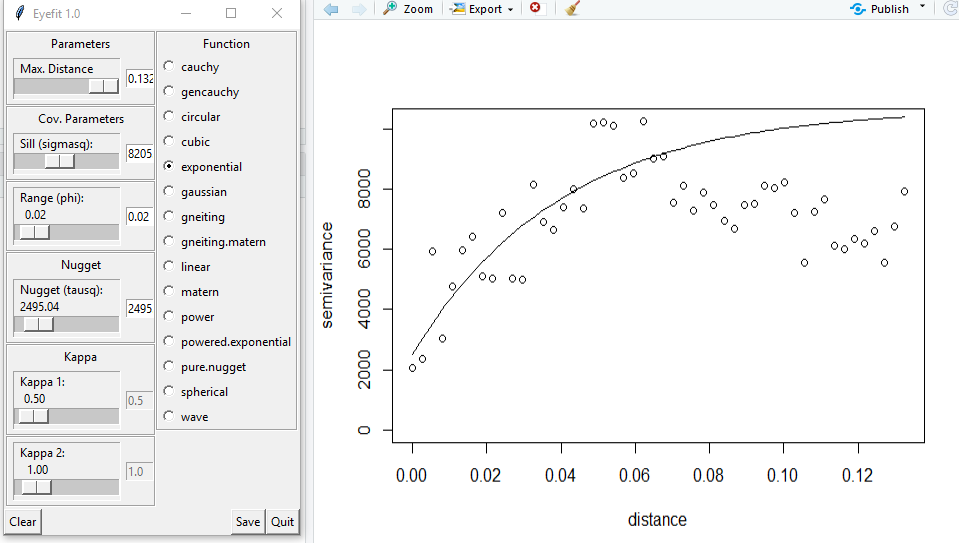 Eyefit 1.0
Parameters
Max. Distance
0.132
Cov. Parameters
Sill (sigmasq):
8205
Range (phi):
0.02
0.02
Nugget
Nugget (tausq):
2495.04
2495
Kappa
Kappa 1:
0.50
0.5
Kappa 2:
1.00
1.0
Clear
Save
Quit
Function
cauchy
gencauchy
circular
cubic
exponential
gaussian
gneiting
gneiting.matern
linear
matern
power
powered.exponential
pure.nugget
spherical
wave
Zoom
Export
Publish
semivariance
8000
6000
4000
2000
0
0.00 0.02 0.04 0.06 0.08 0.10 0.12
distance